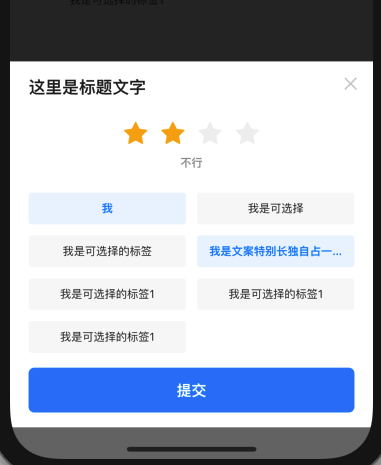 这里是标题文字
不行
我
我是可选择
我是可选择的标签
我是文案特别长独自占一...
我是可选择的标签1
我是可选择的标签1
我是可选择的标签1
提交